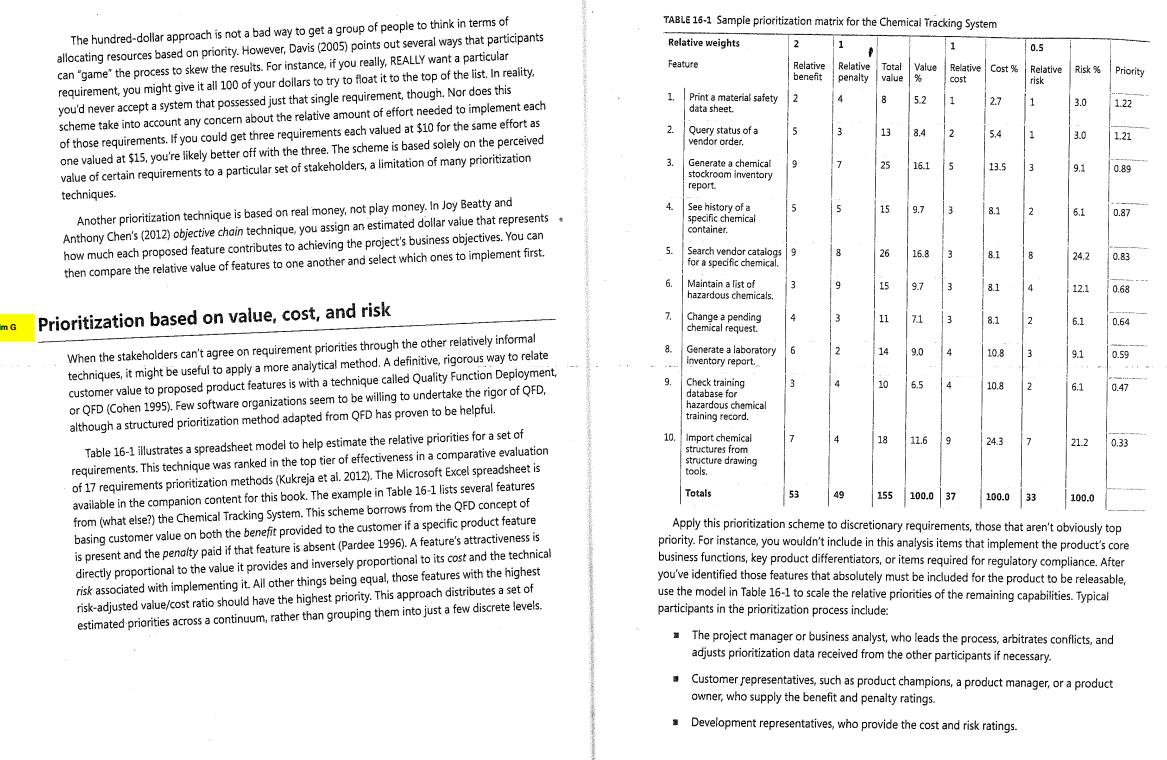 The hundred-dollar approach is not a bad way to get a group of people to think in terms of
allocating resources based on priority. However, Davis (2005) points out several ways that participants
can “game” the process to skew the results. For instance, if you really, REALLY want a particular
requirement, you might give it all 100 of your dollars to try to float it to the top of the list. In reality,
you’d never accept a system that possessed just that single requirement, though. Nor does this
scheme take into account any concern about the relative amount of effort needed to implement each
of those requirements. If you could get three requirements each valued at $10 for the same effort as
one valued at $15, you’re likely better off with the three. The scheme is based solely on the perceived
value of certain requirements to a particular set of stakeholders, a limitation of many prioritization
techniques.
Another prioritization technique is based on real money, not play money. In Joy Beatty and
Anthony Chen’s (2012) objective chain technique, you assign an estimated dollar value that represents
how much each proposed feature contributes to achieving the project’s business objectives. You can
then compare the relative value of features to one another and select which ones to implement first.
m G
Prioritization based on value, cost, and risk
When the stakeholders can’t agree on requirement priorities through the other relatively informal
techniques, it might be useful to apply a more analytical method. A definitive, rigorous way to relate
customer value to proposed product features is with a technique called Quality Function Deployment,
or QFD (Cohen 1995). Few software organizations seem to be willing to undertake the rigor of QFD,
although a structured prioritization method adapted from QFD has proven to be helpful.
Table 16-1 illustrates a spreadsheet model to help estimate the relative priorities for a set of
requirements. This technique was ranked in the top tier of effectiveness in a comparative evaluation
of 17 requirements prioritization methods (Kukreja et al. 2012). The Microsoft Excel spreadsheet is
available in the companion content for this book. The example in Table 16-1 lists several features
from (what else?) the Chemical Tracking System. This scheme borrows from the QFD concept of
basing customer value on both the benefit provided to the customer if a specific product feature
is present and the penalty paid if that feature is absent (Pardee 1996). A feature’s attractiveness is
directly proportional to the value it provides and inversely proportional to its cost and the technical
risk associated with implementing it. All other things being equal, those features with the highest
risk-adjusted value/cost ratio should have the highest priority. This approach distributes a set of
estimated priorities across a continuum, rather than grouping them into just a few discrete levels.
TABLE 16-1 Sample prioritization matrix for the Chemical Tracking System
Relative weights 2 1 1 0.5
Feature Relative Relative Total Value Relative Cost % Relative Risk % Priority
benefit penalty value % cost risk
1. Print a material safety 2 4 8 5.2 1 2.7 1 3.0 1.22
data sheet.
2. Query status of a 5 3 13 8.4 2 5.4 1 3.0 1.21
vendor order.
3. Generate a chemical 9 7 25 16.1 5 13.5 3 9.1 0.89
stockroom inventory
report.
4. See history of a 5 5 15 9.7 3 8.1 2 6.1 0.87
specific chemical
container.
5. Search vendor catalogs 9 8 26 16.8 3 8.1 8 24.2 0.83
for a specific chemical.
6. Maintain a list of 3 9 15 9.7 3 8.1 4 12.1 0.68
hazardous chemicals.
7. Change a pending 4 3 11 7.1 3 8.1 2 6.1 0.64
chemical request.
8. Generate a laboratory 6 2 14 9.0 4 10.8 3 9.1 0.59
inventory report.
9. Check training 3 4 10 6.5 4 10.8 2 6.1 0.47
database for
hazardous chemical
training record.
10. Import chemical 7 4 18 11.6 9 24.3 7 21.2 0.33
structures from
structure drawing
tools.
Totals 53 49 155 100.0 37 100.0 33 100.0
Apply this prioritization scheme to discretionary requirements, those that aren’t obviously top
priority. For instance, you wouldn’t include in this analysis items that implement the product’s core
business functions, key product differentiators, or items required for regulatory compliance. After
you’ve identified those features that absolutely must be included for the product to be releasable,
use the model in Table 16-1 to scale the relative priorities of the remaining capabilities. Typical
participants in the prioritization process include:
■ The project manager or business analyst, who leads the process, arbitrates conflicts, and
adjusts prioritization data received from the other participants if necessary.
■ Customer representatives, such as product champions, a product manager, or a product
owner, who supply the benefit and penalty ratings.
■ Development representatives, who provide the cost and risk ratings.